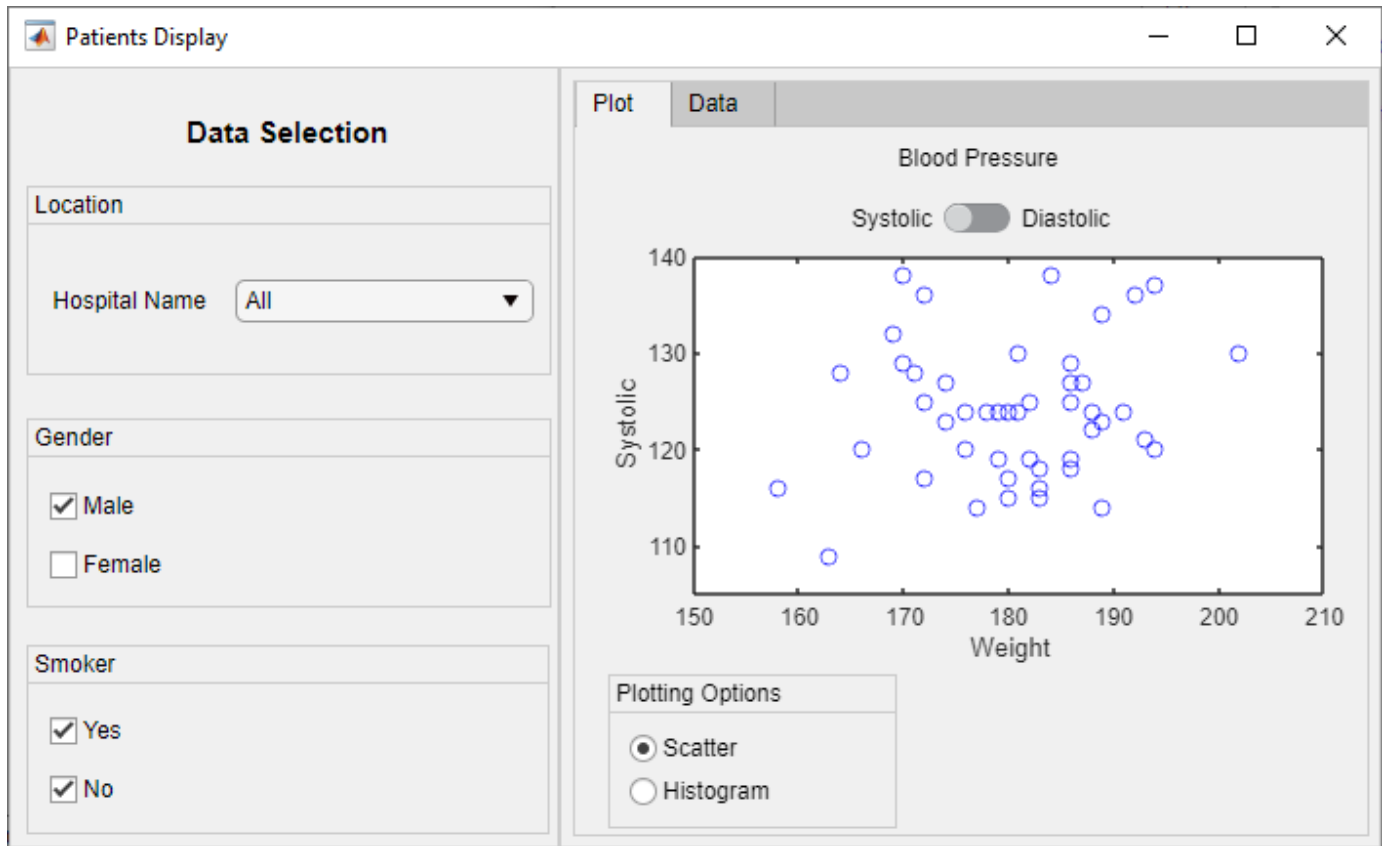 Patients Display
Data Selection
Location
Hospital Name All
Gender
Male
Female
Smoker
Yes
No
Plot Data
Blood Pressure
Systolic Diastolic
140
130
120
110
Systolic
150 160 170 180 190 200 210
Weight
Plotting Options
Scatter
Histogram